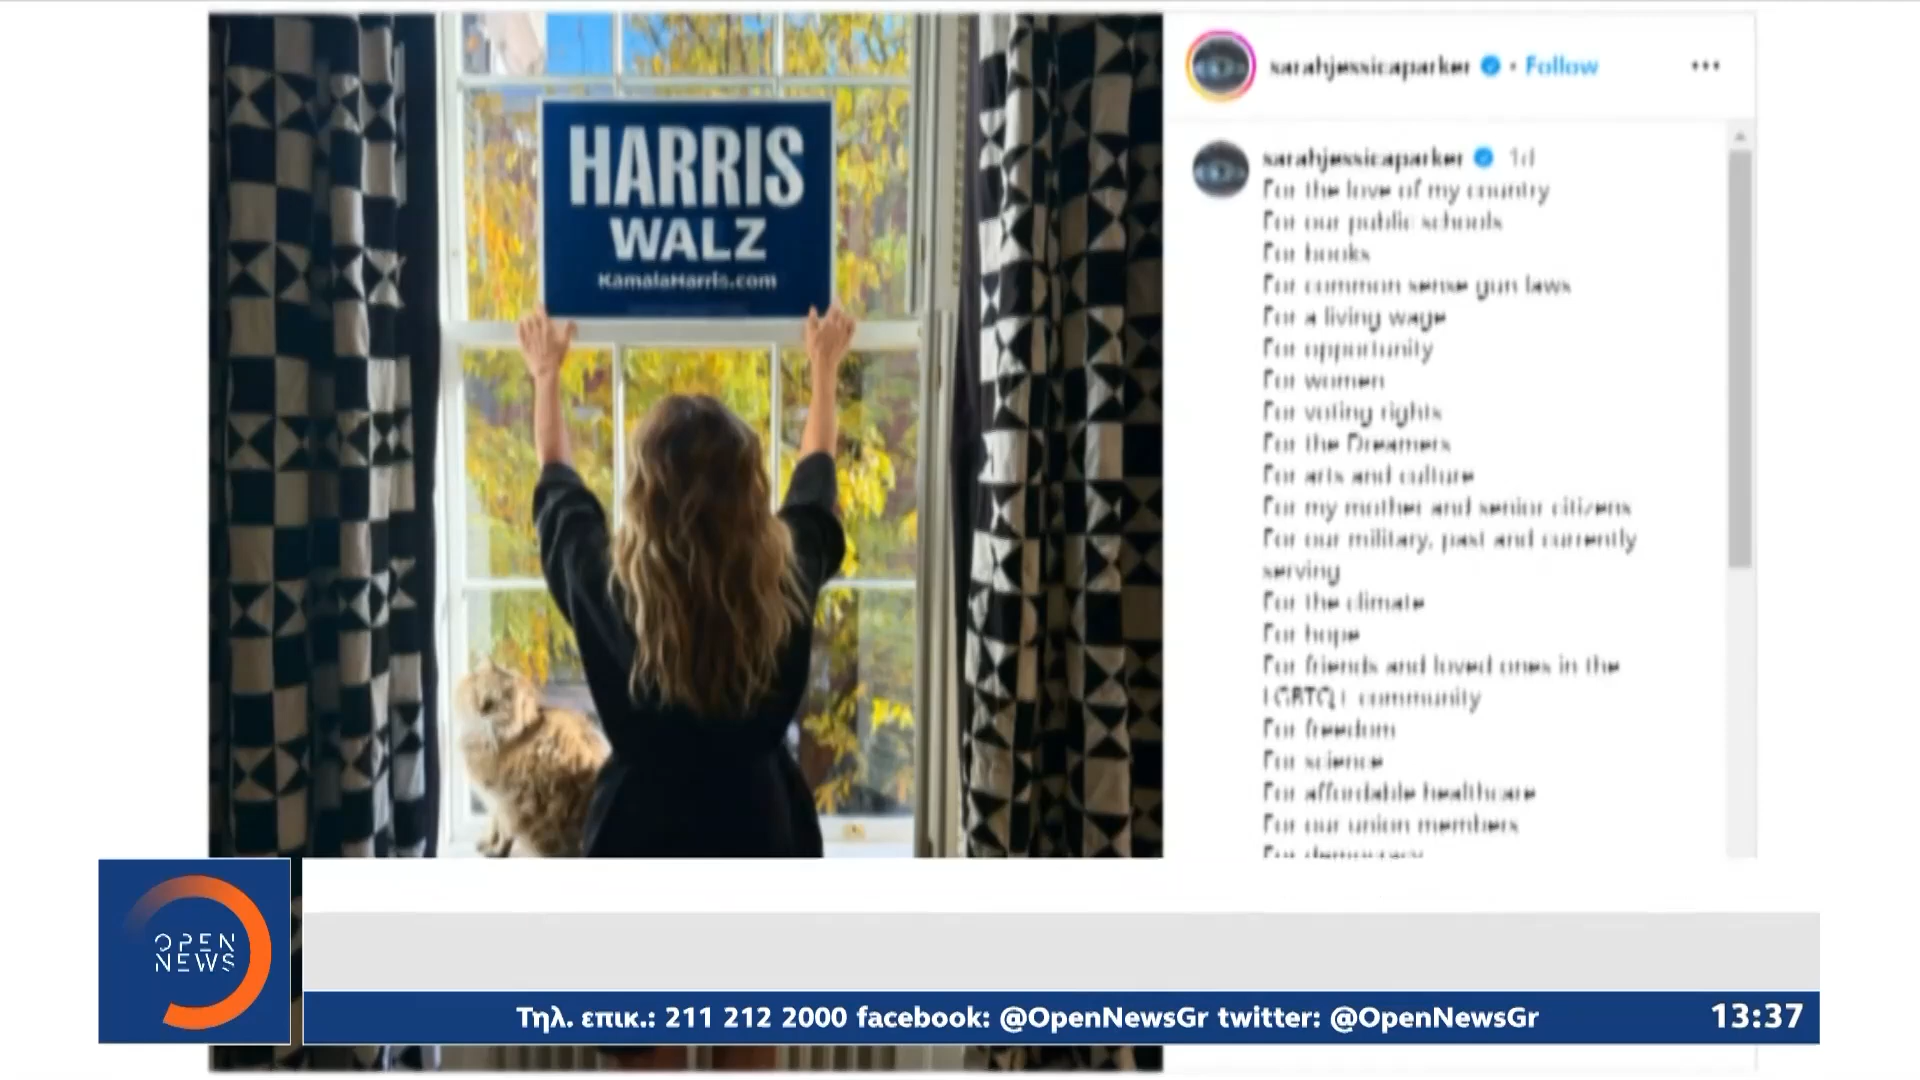 HARRIS
WALZ
KamalaHarris.com
sarahjessicaparker • Follow
sarahjessicaparker 1d
For the love of my country
For our public schools
For books
For common sense gun laws
For a living wage
For opportunity
For women
For voting rights
For the Dreamers
For arts and culture
For my mother and senior citizens
For our military, past and currently
serving
For the climate
For hope
For friends and loved ones in the
LGBTQ+ community
For freedom
For science
For affordable healthcare
For our union members
For democracy
OPEN
NEWS
Τηλ. επικ.: 211 212 2000 facebook: @OpenNewsGr twitter: @OpenNewsGr
13:37